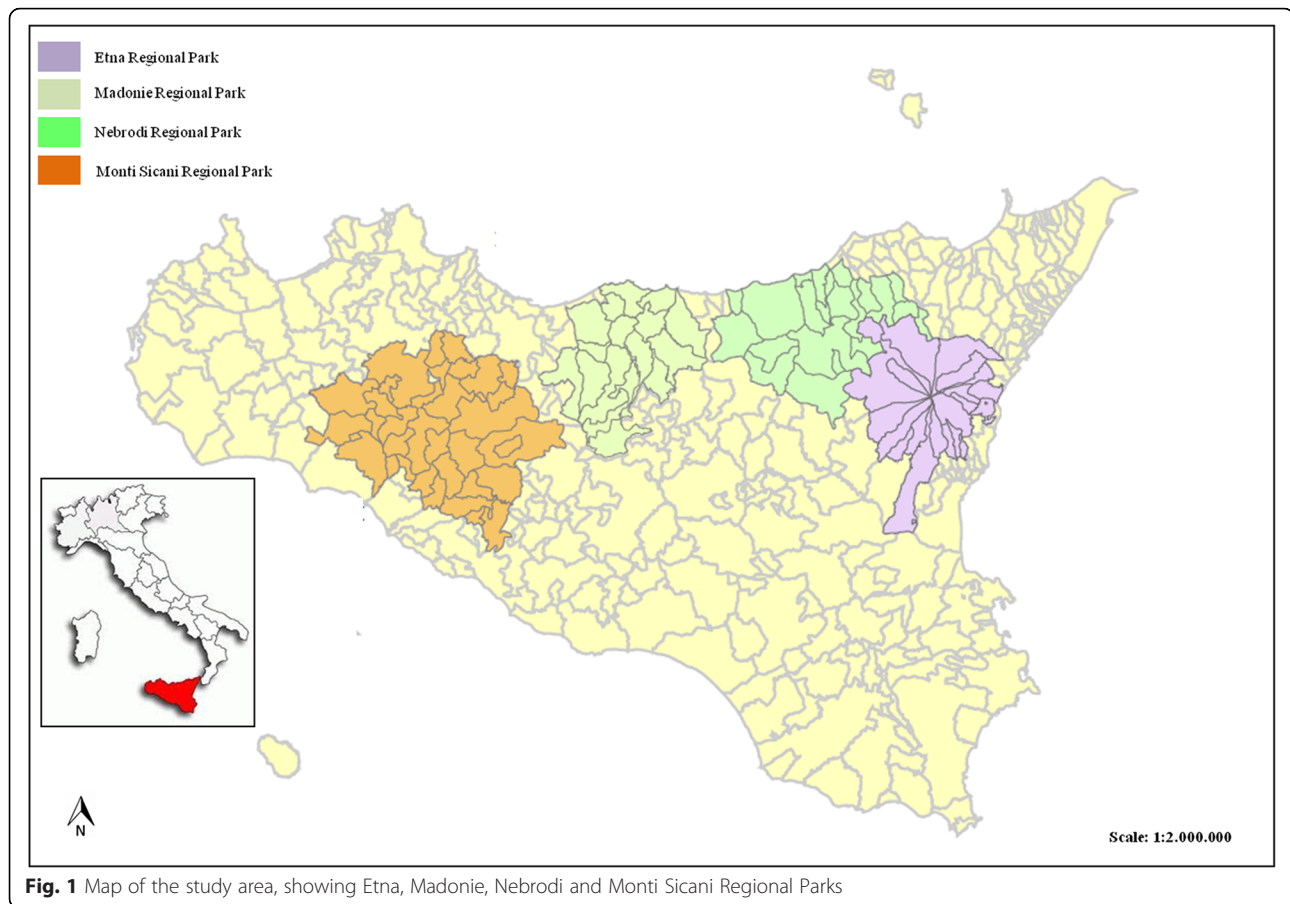 Etna Regional Park
Madonie Regional Park
Nebrodi Regional Park
Monti Sicani Regional Park
N
Scale: 1:2.000.000
Fig. 1 Map of the study area, showing Etna, Madonie, Nebrodi and Monti Sicani Regional Parks